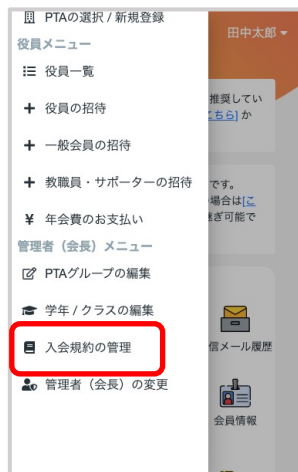 PTAの選択 / 新規登録
田中太郎
役員メニュー
役員一覧
役員の招待
推奨してい
こちら] か
一般会員の招待
教職員・サポーターの招待
です。
場合は[こ
年会費のお支払い
ぎ可能で
管理者（会長）メニュー
PTAグループの編集
学年 / クラスの編集
入会規約の管理
信メール履歴
管理者（会長）の変更
会員情報